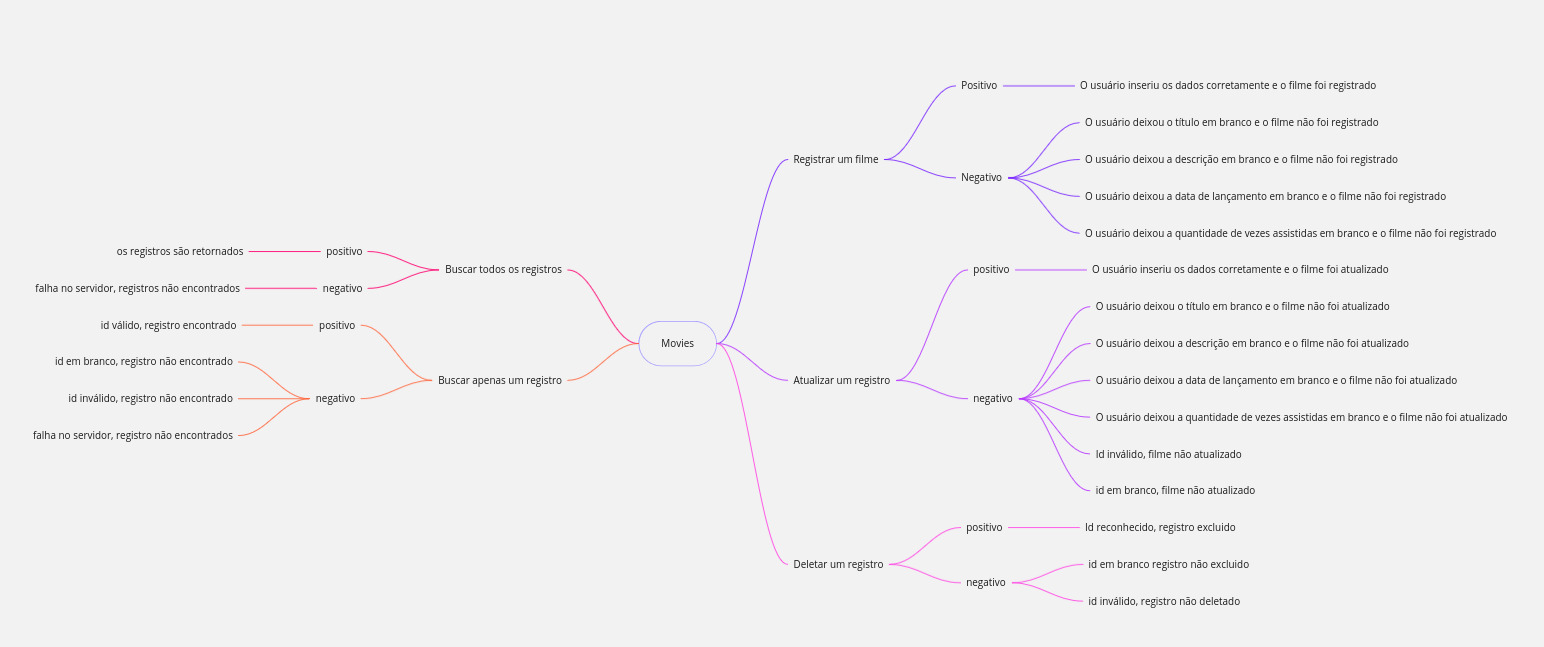 Movies
Registrar um filme
Positivo
O usuário inseriu os dados corretamente e o filme foi registrado
Negativo
O usuário deixou o título em branco e o filme não foi registrado
O usuário deixou a descrição em branco e o filme não foi registrado
O usuário deixou a data de lançamento em branco e o filme não foi registrado
O usuário deixou a quantidade de vezes assistidas em branco e o filme não foi registrado
Atualizar um registro
positivo
O usuário inseriu os dados corretamente e o filme foi atualizado
negativo
O usuário deixou o título em branco e o filme não foi atualizado
O usuário deixou a descrição em branco e o filme não foi atualizado
O usuário deixou a data de lançamento em branco e o filme não foi atualizado
O usuário deixou a quantidade de vezes assistidas em branco e o filme não foi atualizado
Id inválido, filme não atualizado
id em branco, filme não atualizado
Deletar um registro
positivo
Id reconhecido, registro excluido
negativo
id em branco registro não excluido
id inválido, registro não deletado
Buscar todos os registros
positivo
os registros são retornados
negativo
falha no servidor, registros não encontrados
Buscar apenas um registro
positivo
id válido, registro encontrado
negativo
id em branco, registro não encontrado
id inválido, registro não encontrado
falha no servidor, registro não encontrados